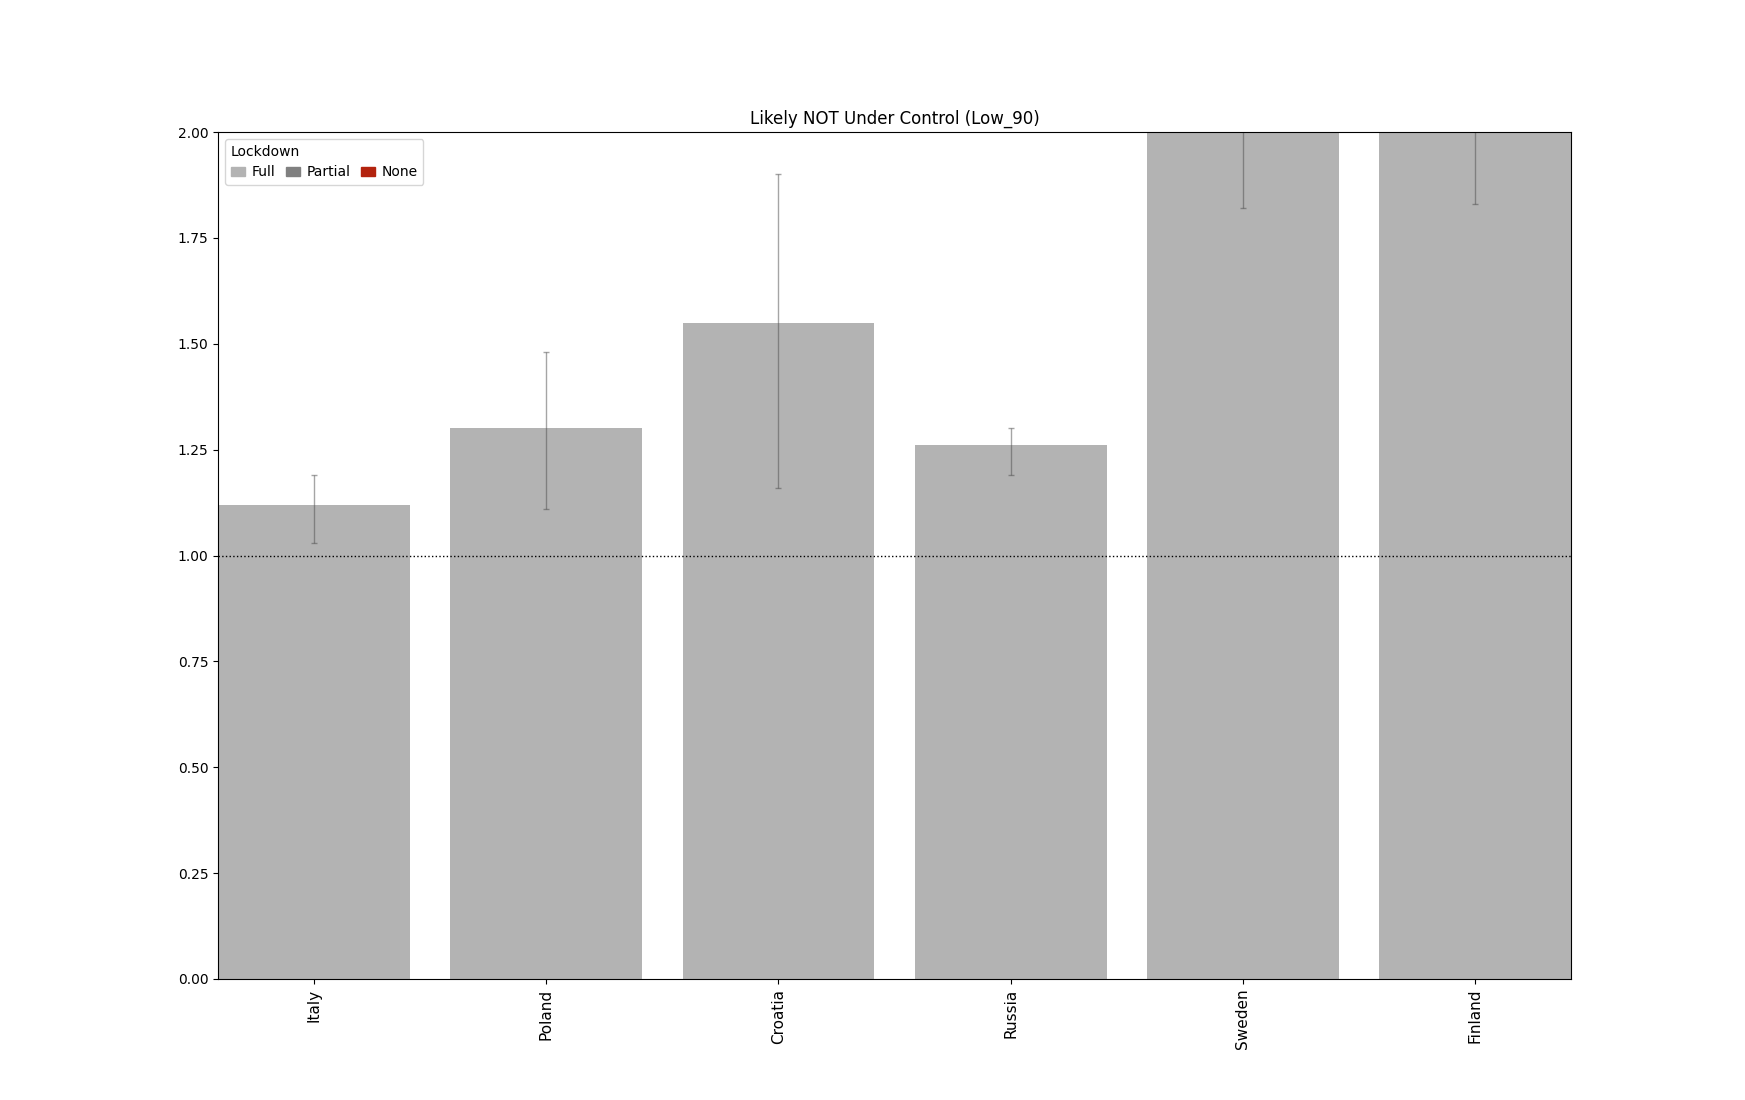 Likely NOT Under Control (Low_90)
Lockdown
Full Partial None
2.00
1.75
1.50
1.25
1.00
0.75
0.50
0.25
0.00
Italy
Poland
Croatia
Russia
Sweden
Finland